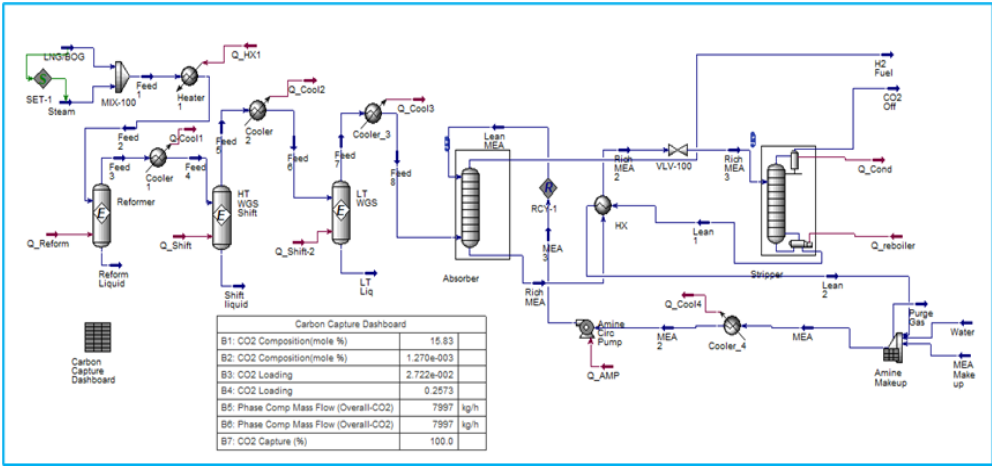 LNG/BOG
SET-1
Steam
MIX-100
Feed
1
Heater
1
Q_HX1
Feed
2
Feed
3
Q_Cool1
Cooler
1
Feed
4
Reformer
Q_Reform
Reform
Liquid
Feed
5
Cooler
2
Q_Cool2
HT
WGS
Shift
Q_Shift
Shift
liquid
Feed
6
Feed
7
Cooler_3
Q_Cool3
LT
WGS
Q_Shift-2
LT
Liq
Feed
8
Lean
MEA
Absorber
Rich
MEA
RCY-1
MEA
3
Rich
MEA
2
VLV-100
Rich
MEA
3
HX
Lean
1
H2
Fuel
CO2
Off
Q_Cond
Q_reboiler
Stripper
Lean
2
Purge
Gas
Water
MEA
Make
up
Amine
Makeup
MEA
Cooler_4
Q_Cool4
MEA
2
Amine
Circ
Pump
Q_AMP
Carbon
Capture
Dashboard
Carbon Capture Dashboard
B1: CO2 Composition(mole %) 15.83
B2: CO2 Composition(mole %) 1.270e-003
B3: CO2 Loading 2.722e-002
B4: CO2 Loading 0.2573
B5: Phase Comp Mass Flow (Overall-CO2) 7997 kg/h
B6: Phase Comp Mass Flow (Overall-CO2) 7997 kg/h
B7: CO2 Capture (%) 100.0